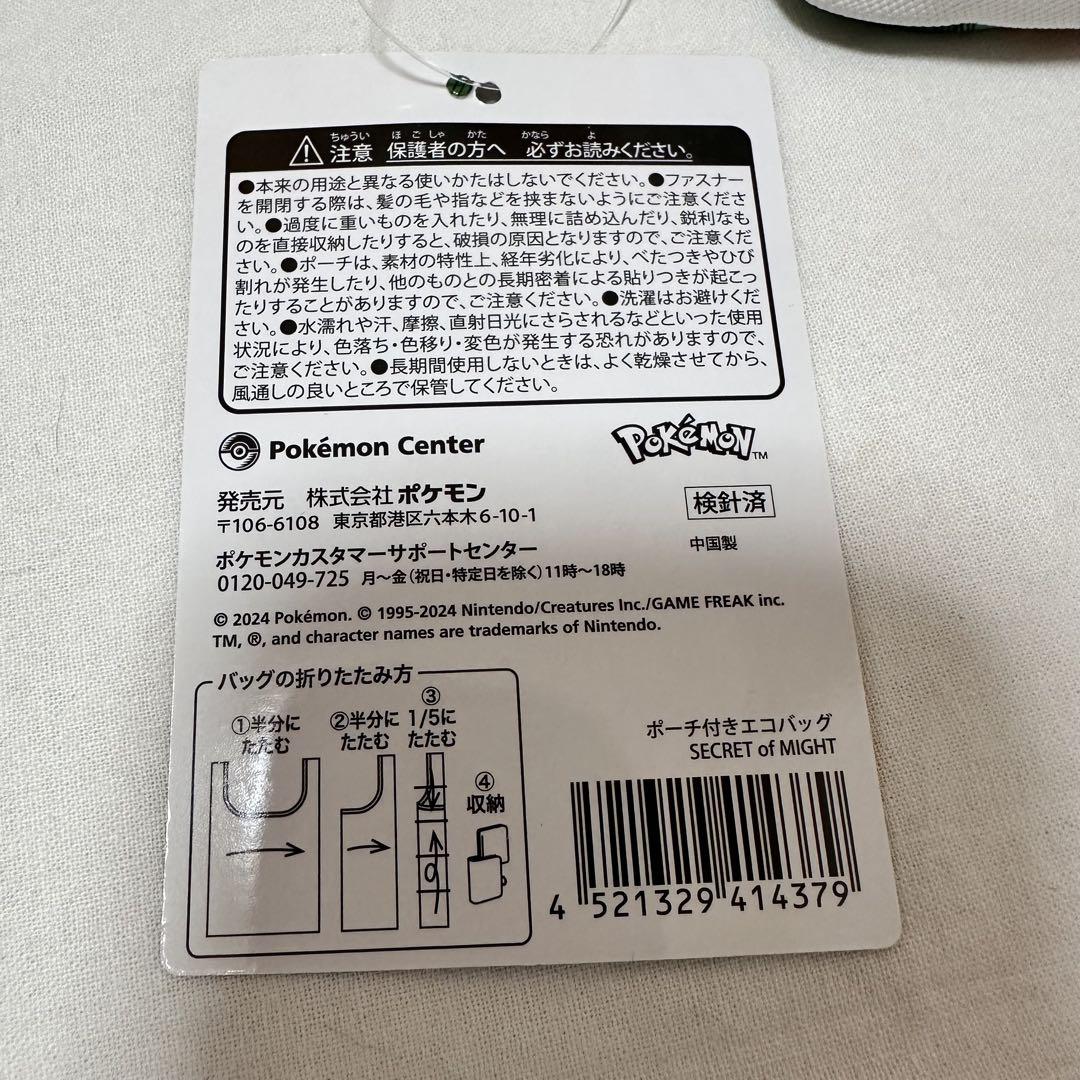 ちゅうい ほごしゃ かた かなら よ
注意 保護者の方へ 必ずお読みください。
●本来の用途と異なる使いかたはしないでください。●ファスナー
を開閉する際は、髪の毛や指などを挟まないようにご注意くださ
い。●過度に重いものを入れたり、無理に詰め込んだり、鋭利なも
のを直接収納したりすると、破損の原因となりますので、ご注意くだ
さい。●ポーチは、素材の特性上、経年劣化により、べたつきやひび
割れが発生したり、他のものとの長期密着による貼りつきが起こっ
たりすることがありますので、ご注意ください。●洗濯はお避けくだ
さい。●水濡れや汗、摩擦、直射日光にさらされるなどといった使用
状況により、色落ち・色移り・変色が発生する恐れがありますので、
ご注意ください。●長期間使用しないときは、よく乾燥させてから、
風通しの良いところで保管してください。
Pokémon Center
POKéMON™
発売元 株式会社ポケモン
〒106-6108 東京都港区六本木6-10-1
検針済
中国製
ポケモンカスタマーサポートセンター
0120-049-725 月～金(祝日・特定日を除く)11時～18時
© 2024 Pokémon. © 1995-2024 Nintendo/Creatures Inc./GAME FREAK inc.
TM, ®, and character names are trademarks of Nintendo.
バッグの折りたたみ方
①半分に
たたむ
②半分に
たたむ
③
1/5に
たたむ
④
収納
ポーチ付きエコバッグ
SECRET of MIGHT
4 521329 414379